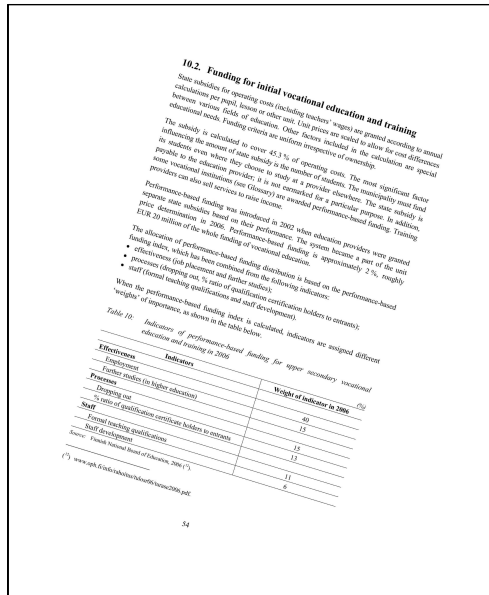 10.2. Funding for initial vocational education and training
State subsidies for operating costs (including teachers' wages) are granted according to annual
calculations per pupil, lesson or other unit. Unit prices are scaled to allow for cost differences
between various fields of education. Other factors included in the calculation are special
educational needs. Funding criteria are uniform irrespective of ownership.
The subsidy is calculated to cover 45.3 % of operating costs. The most significant factor
influencing the amount of state subsidy is the number of students. The municipality must fund
its students even where they choose to study at a provider elsewhere. The state subsidy is
payable to the education provider; it is not earmarked for a particular purpose. In addition,
some vocational institutions (see Glossary) are awarded performance-based funding. Training
providers can also sell services to raise income.
Performance-based funding was introduced in 2002 when education providers were granted
separate state subsidies based on their performance. The system became a part of the unit
price determination in 2006. Performance-based funding is approximately 2 %, roughly
EUR 20 million of the whole funding of vocational education.
The allocation of performance-based funding distribution is based on the performance-based
funding index, which has been combined from the following indicators:
• effectiveness (job placement and further studies);
• processes (dropping out, % ratio of qualification certification holders to entrants);
• staff (formal teaching qualifications and staff development).
When the performance-based funding index is calculated, indicators are assigned different
'weights' of importance, as shown in the table below.
Table 10: Indicators of performance-based funding for upper secondary vocational
education and training in 2006 (%)
Indicators Weight of indicator in 2006
Effectiveness
Employment 40
Further studies (in higher education) 15
Processes
Dropping out 15
% ratio of qualification certificate holders to entrants 13
Staff
Formal teaching qualifications 11
Staff development 6
Source: Finnish National Board of Education, 2006 (
).
(
) www.oph.fi/info/rahoitus/tulos06/turase2006.pdf.
54